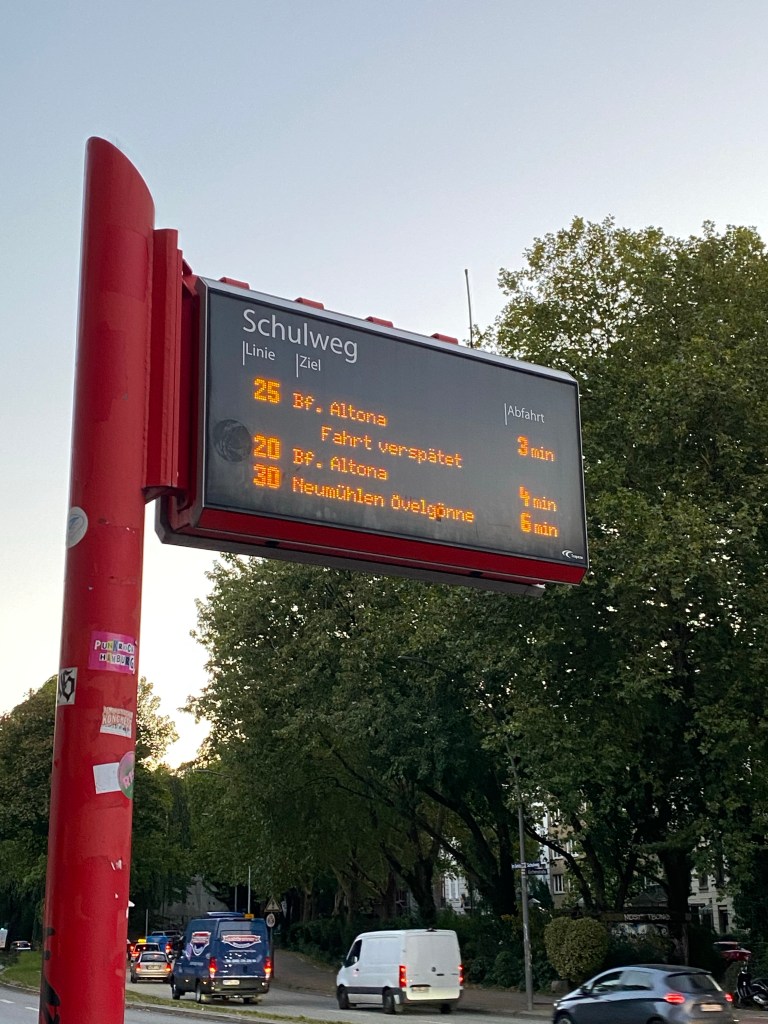 Schulweg
Linie Ziel Abfahrt
25 Bf. Altona 3 min
Fahrt verspätet
20 Bf. Altona 4 min
30 Neumühlen Övelgönne 6 min
HAMBURG